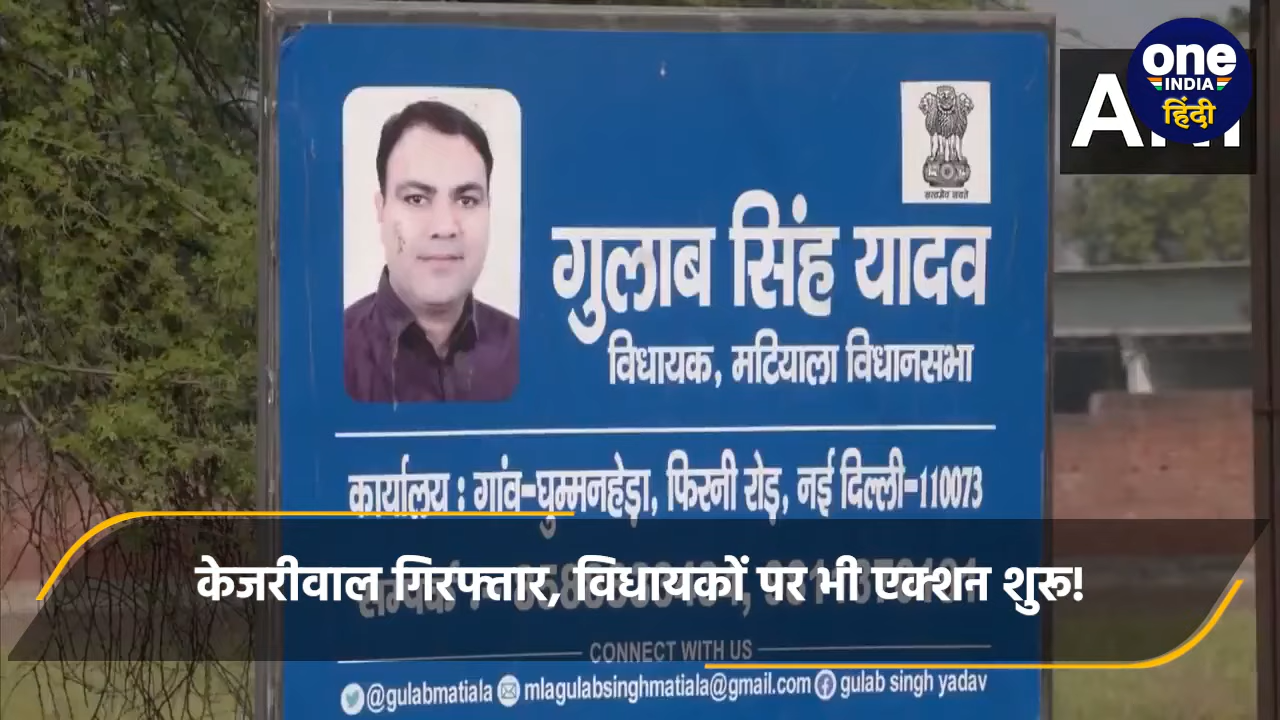 one
INDIA
हिंदी
सत्यमेव जयते
गुलाब सिंह यादव
विधायक, मटियाला विधानसभा
कार्यालय : गांव-घुम्मनहेड़ा, फिरनी रोड़, नई दिल्ली-110073
केजरीवाल गिरफ्तार, विधायकों पर भी एक्शन शुरू!
CONNECT WITH US
@gulabmatiala mlagulabsinghmatiala@gmail.com gulab singh yadav